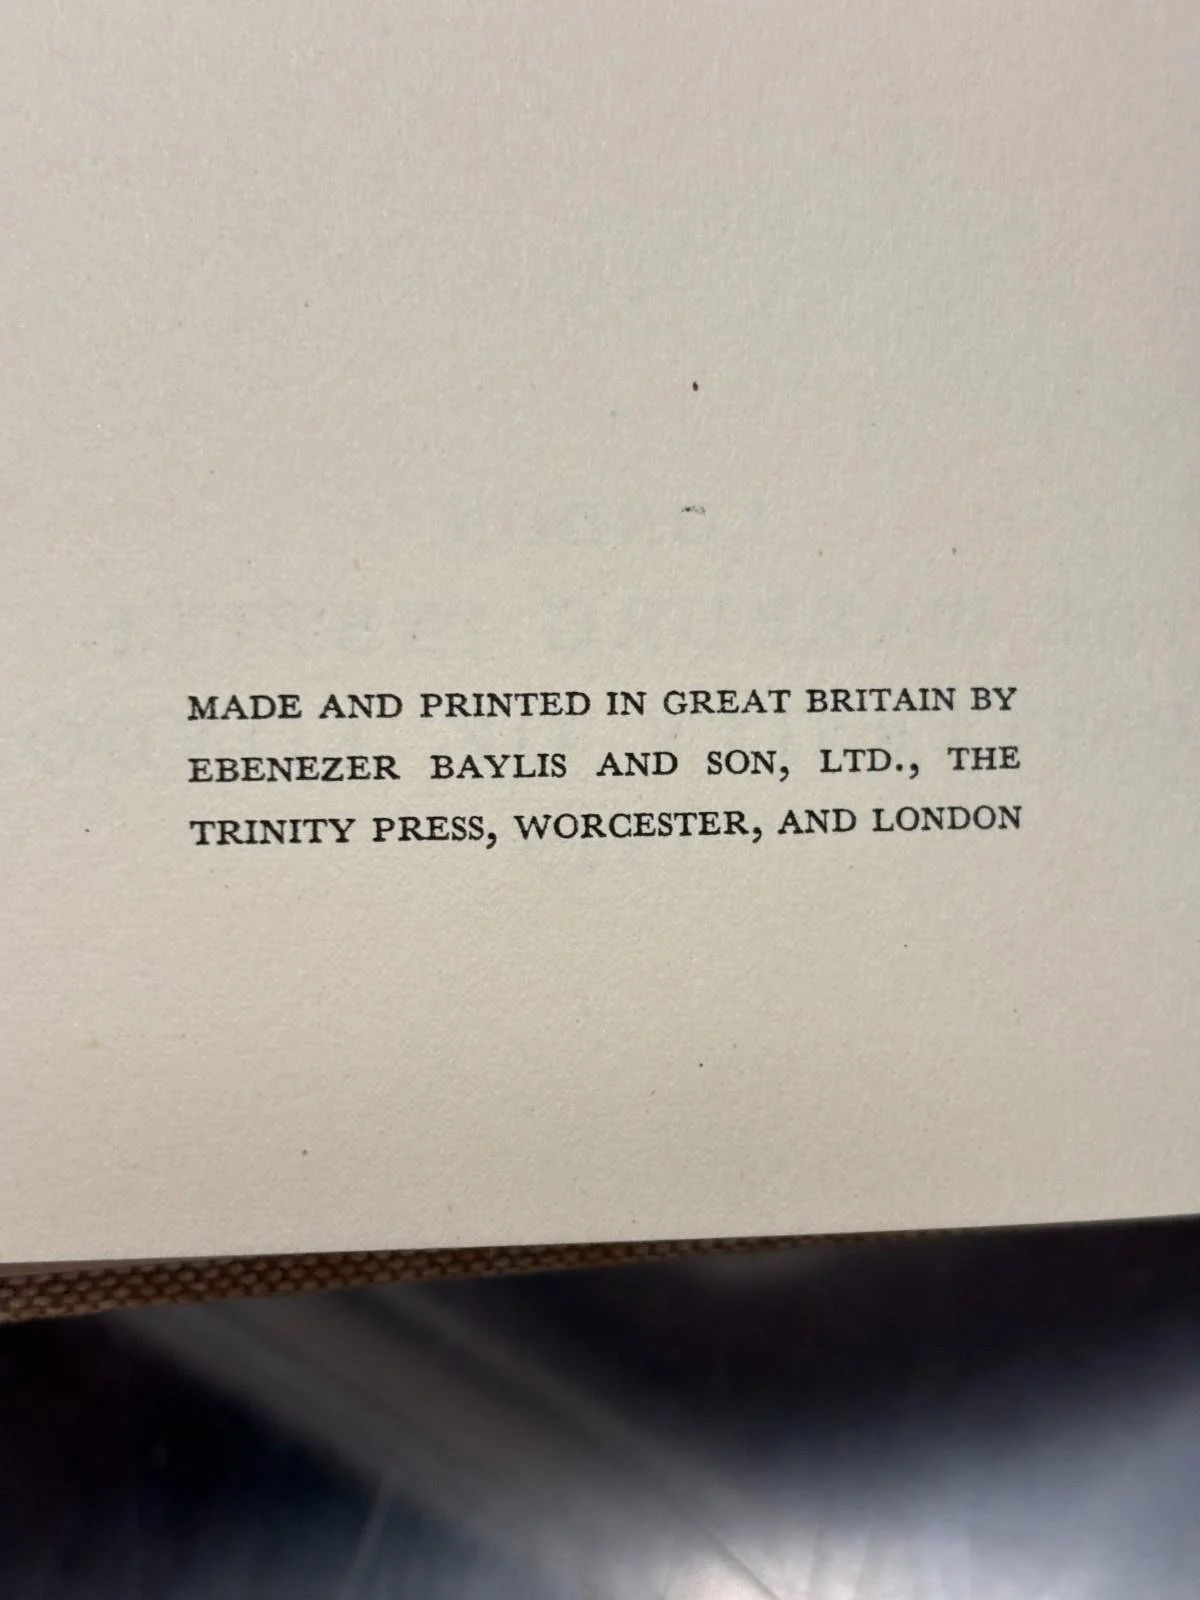 MADE AND PRINTED IN GREAT BRITAIN BY
EBENEZER BAYLIS AND SON, LTD., THE
TRINITY PRESS, WORCESTER, AND LONDON